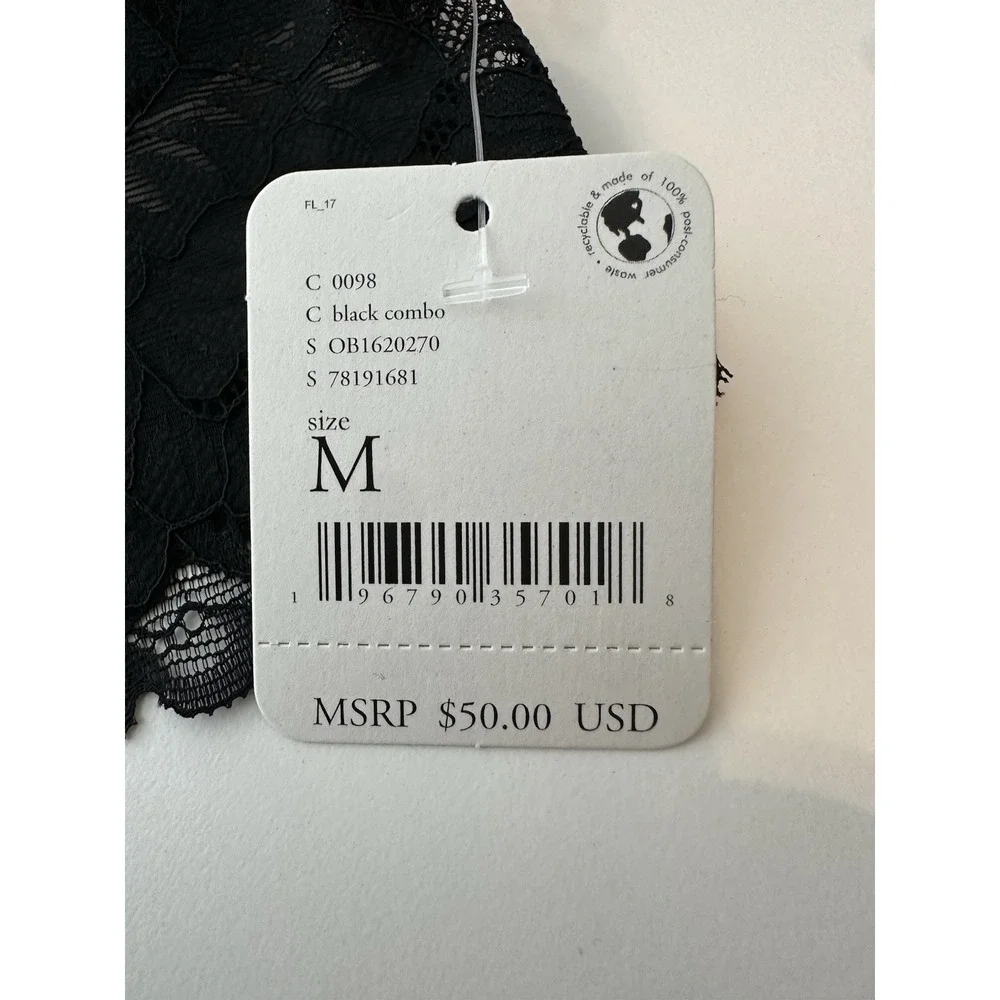 FL_17
recyclable & made of 100% post-consumer waste •
C 0098
C black combo
S OB1620270
S 78191681
size
M
1 96790 35701 8
MSRP $50.00 USD